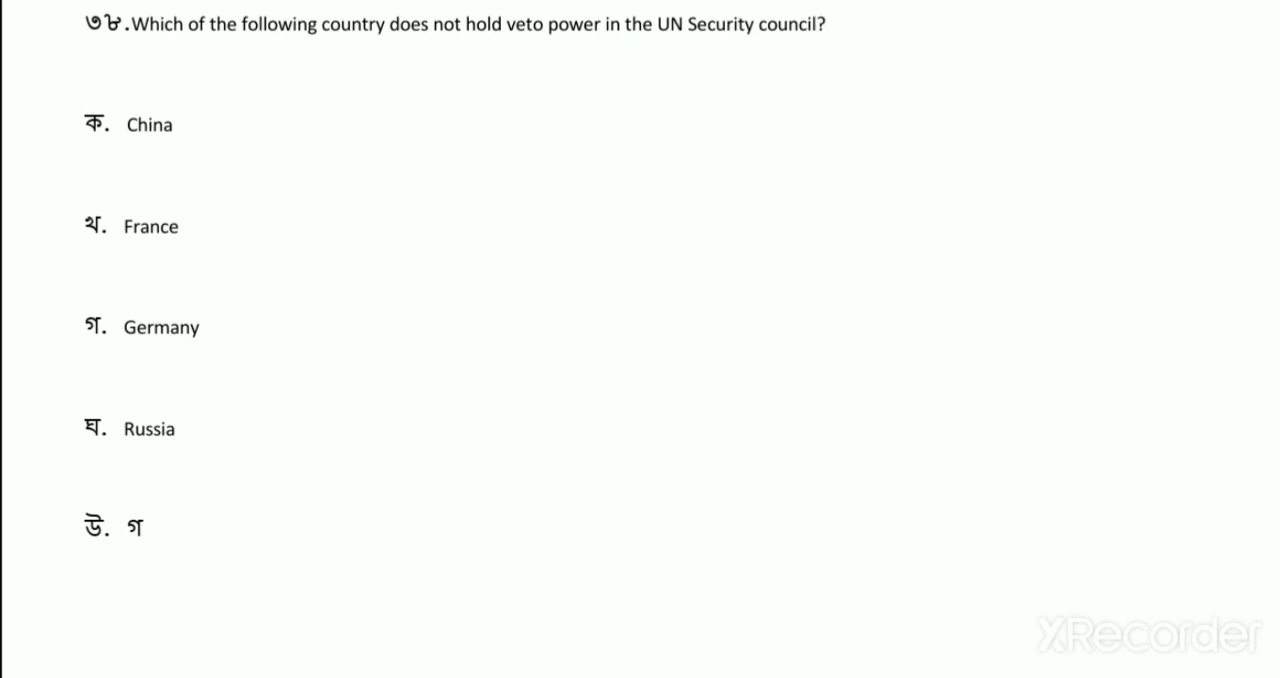 ৩৮.Which of the following country does not hold veto power in the UN Security council?
ক. China
খ. France
গ. Germany
ঘ. Russia
উ. গ
XRecorder